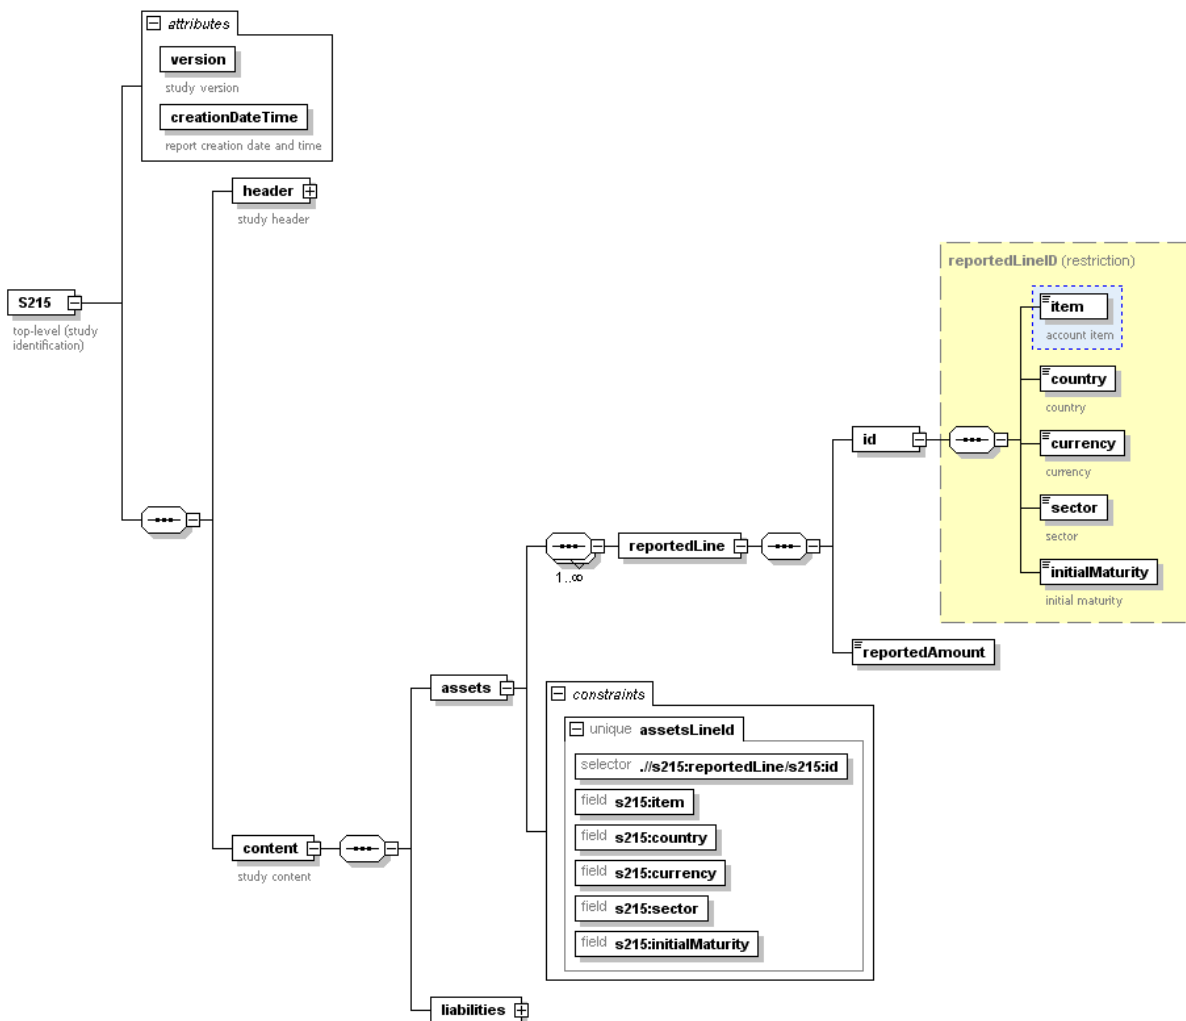 attributes
version
study version
creationDateTime
report creation date and time
header
study header
S215
top-level (study
identification)
reportedLineID (restriction)
item
account item
country
country
currency
currency
sector
sector
initialMaturity
initial maturity
id
reportedLine
1..∞
reportedAmount
assets
constraints
unique assetsLineId
selector .//s215:reportedLine/s215:id
field s215:item
field s215:country
field s215:currency
field s215:sector
field s215:initialMaturity
content
study content
liabilities